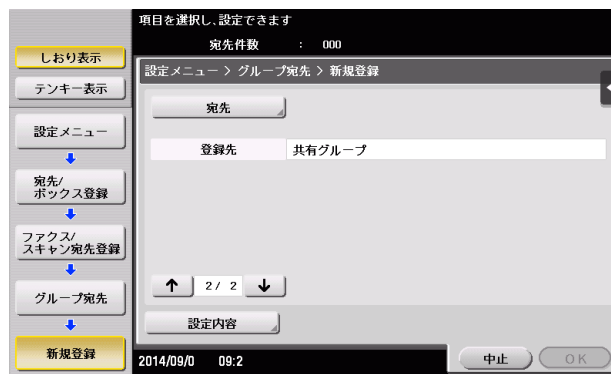 項目を選択し、設定できます
宛先件数 : 000
しおり表示
テンキー表示
設定メニュー
宛先/
ボックス登録
ファクス/
スキャン宛先登録
グループ宛先
新規登録
設定メニュー > グループ宛先 > 新規登録
宛先
登録先 共有グループ
↑ 2/ 2 ↓
設定内容
2014/09/0 09:2
中止
OK